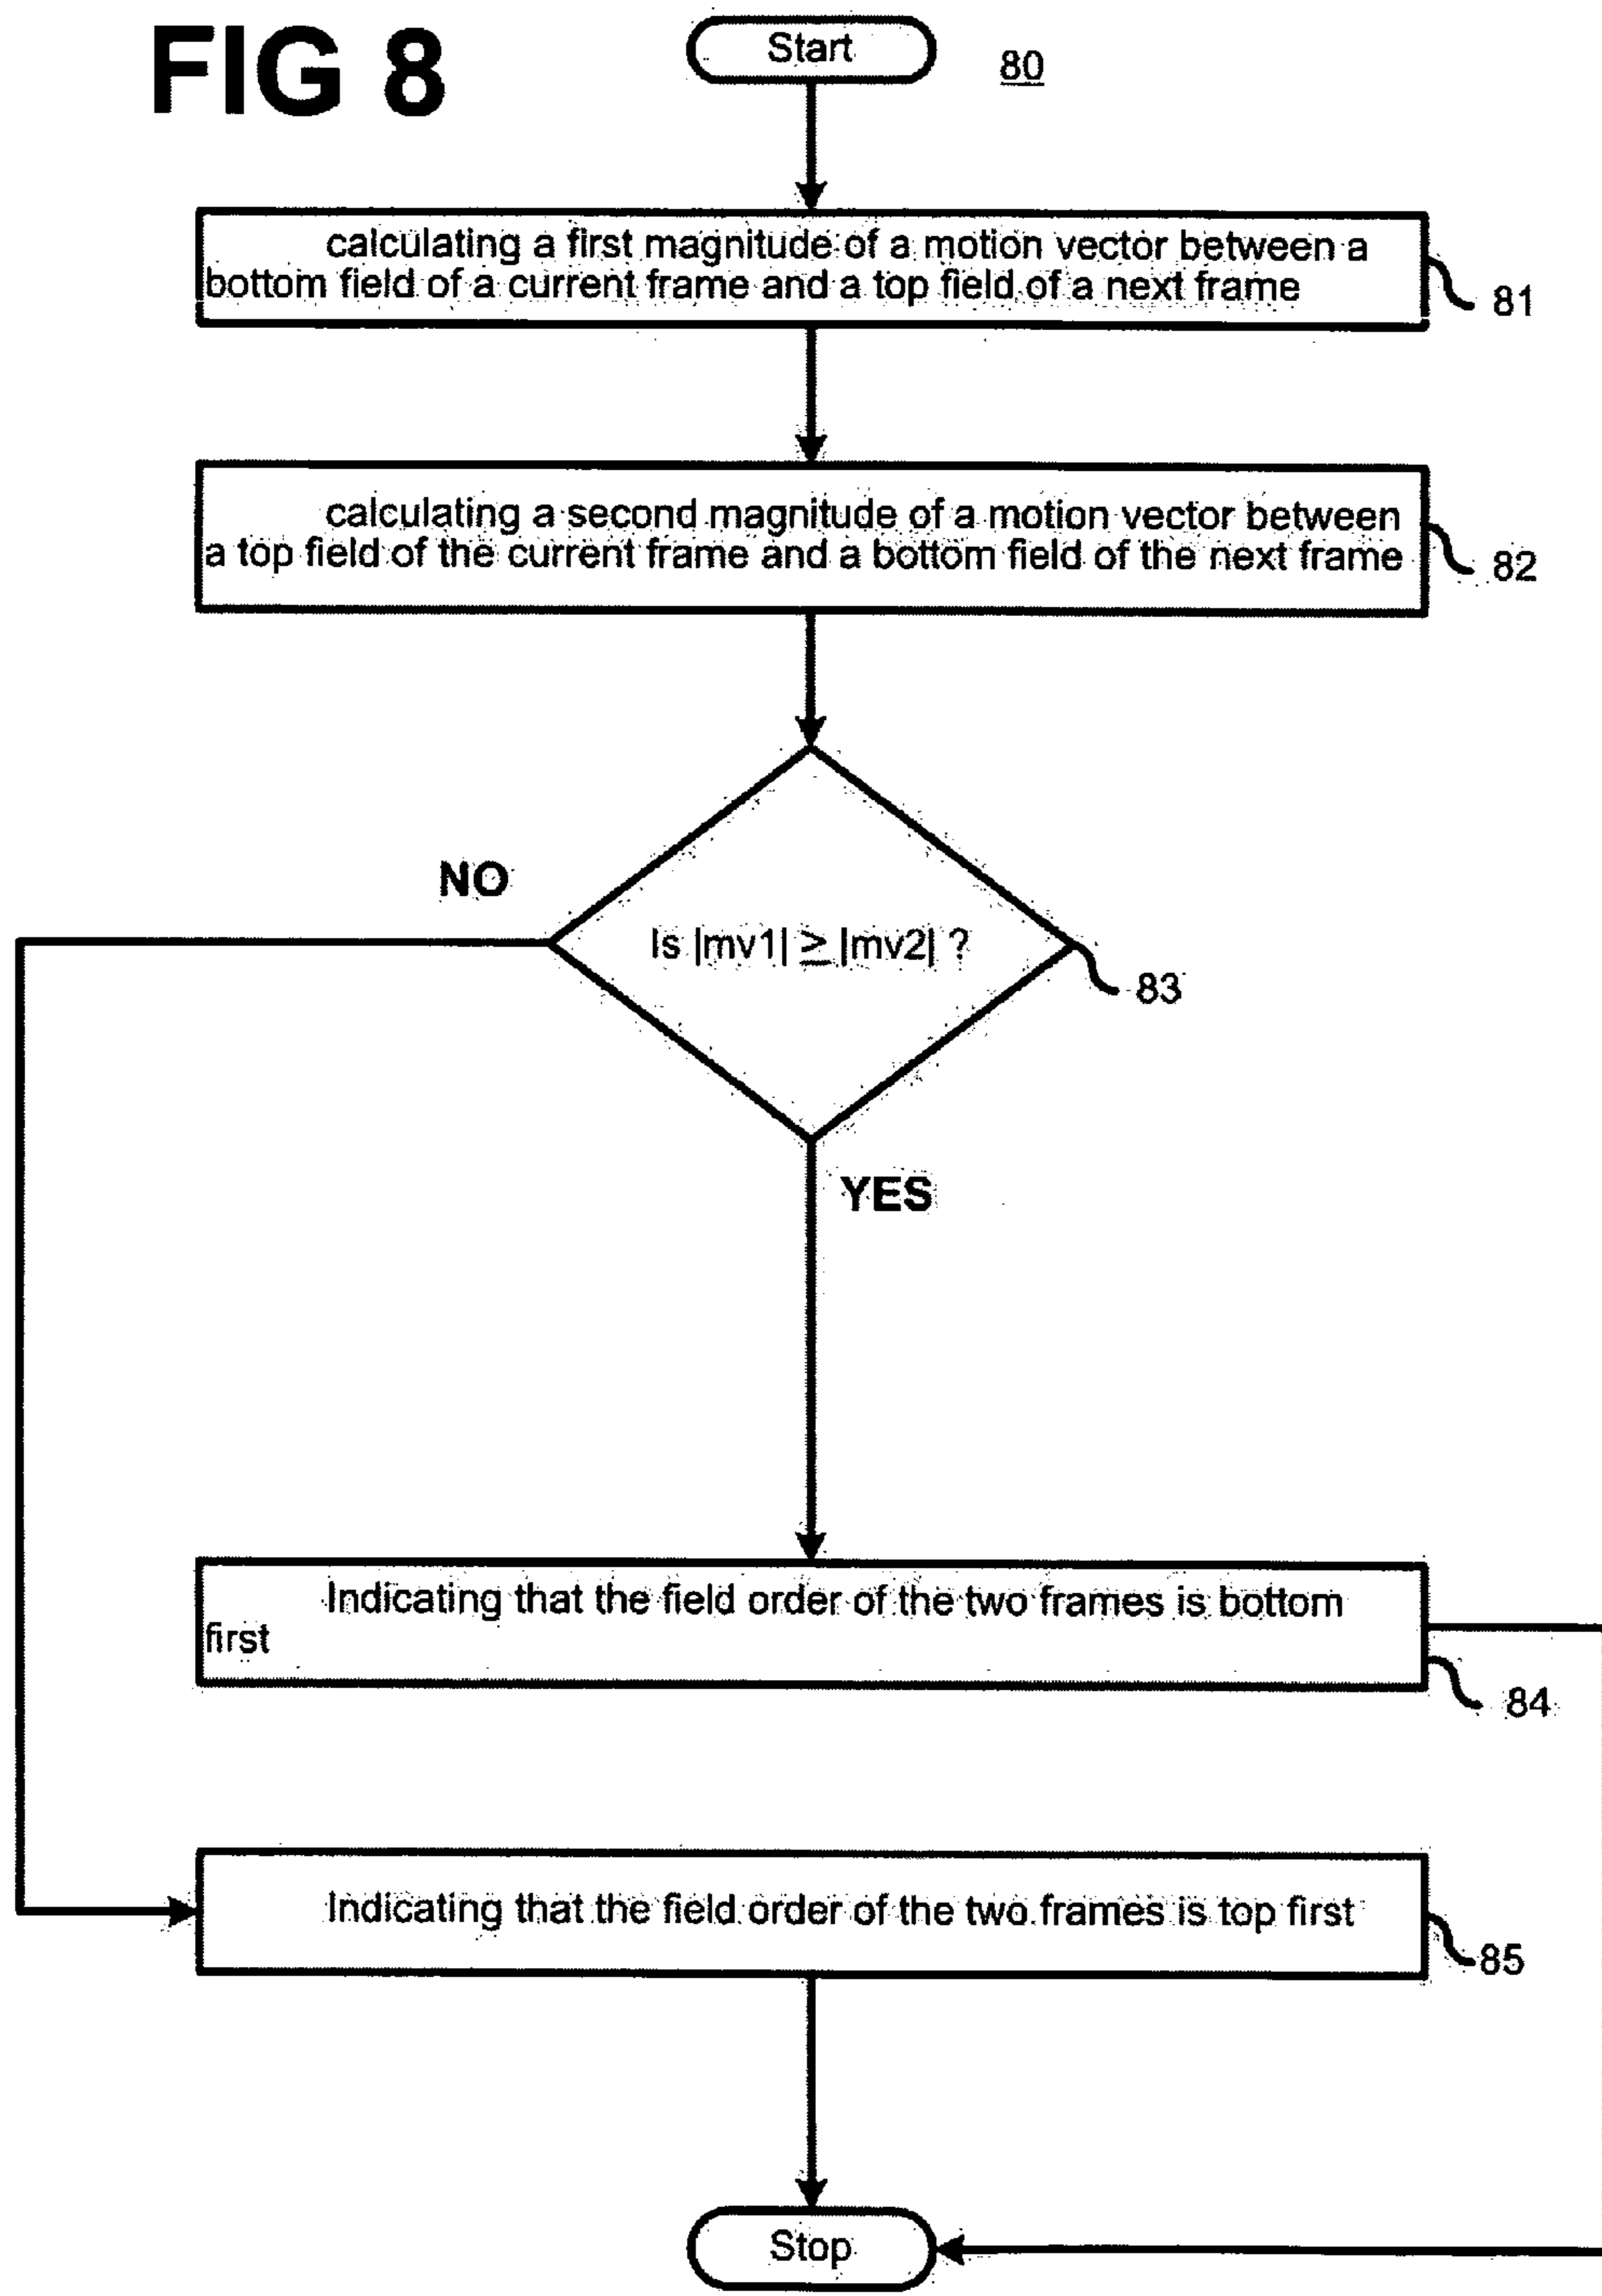 FIG 8
Start
80
calculating a first magnitude of a motion vector between a
bottom field of a current frame and a top field of a next frame
81
calculating a second magnitude of a motion vector between
a top field of the current frame and a bottom field of the next frame
82
NO
Is |mv1| ≥ |mv2| ?
83
YES
Indicating that the field order of the two frames is bottom
first
84
Indicating that the field order of the two frames is top first
85
Stop